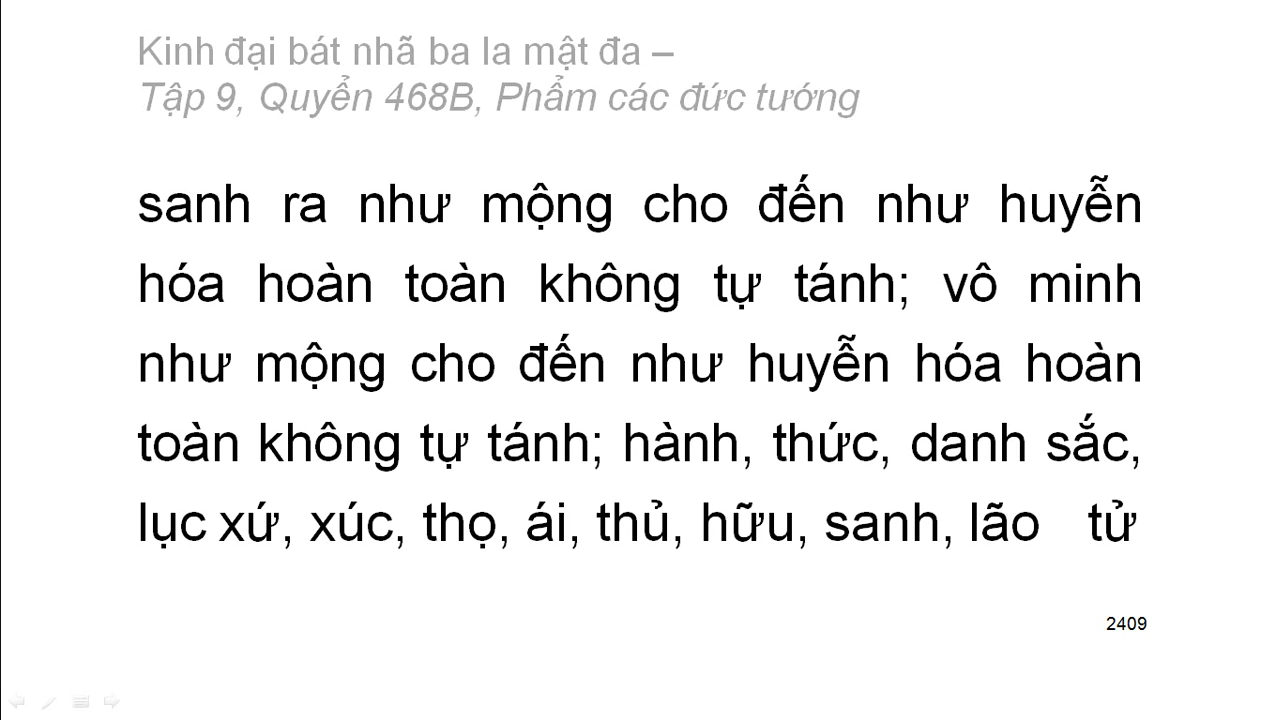 Kinh đại bát nhã ba la mật đa –
Tập 9, Quyển 468B, Phẩm các đức tướng
sanh ra như mộng cho đến như huyễn
hóa hoàn toàn không tự tánh; vô minh
như mộng cho đến như huyễn hóa hoàn
toàn không tự tánh; hành, thức, danh sắc,
lục xứ, xúc, thọ, ái, thủ, hữu, sanh, lão tử
2409